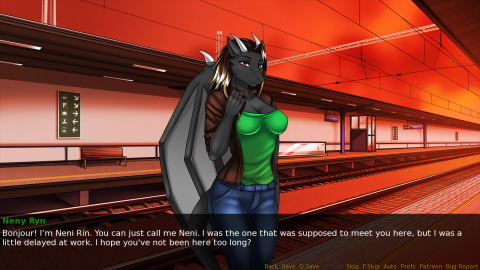 Neny Ryn
Bonjour! I'm Neni Rin. You can just call me Neni. I was the one that was supposed to meet you here, but I was a
little delayed at work. I hope you've not been here too long?
Back Save Q.Save Skip F.Skip Auto Prefs Patreon Bug Report